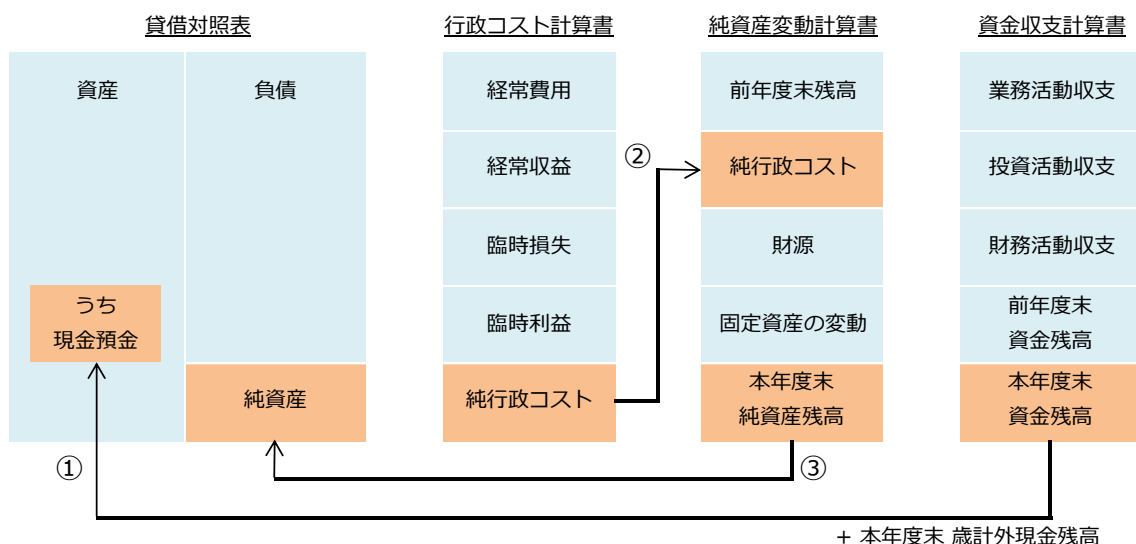 貸借対照表
資産
負債
うち
現金預金
純資産
行政コスト計算書
経常費用
経常収益
臨時損失
臨時利益
純行政コスト
純資産変動計算書
前年度末残高
純行政コスト
財源
固定資産の変動
本年度末
純資産残高
資金収支計算書
業務活動収支
投資活動収支
財務活動収支
前年度末
資金残高
本年度末
資金残高
①
②
③
+ 本年度末 歳計外現金残高